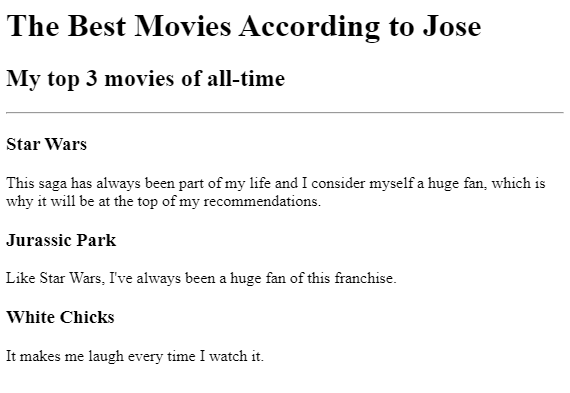 The Best Movies According to Jose
My top 3 movies of all-time
Star Wars
This saga has always been part of my life and I consider myself a huge fan, which is
why it will be at the top of my recommendations.
Jurassic Park
Like Star Wars, I've always been a huge fan of this franchise.
White Chicks
It makes me laugh every time I watch it.